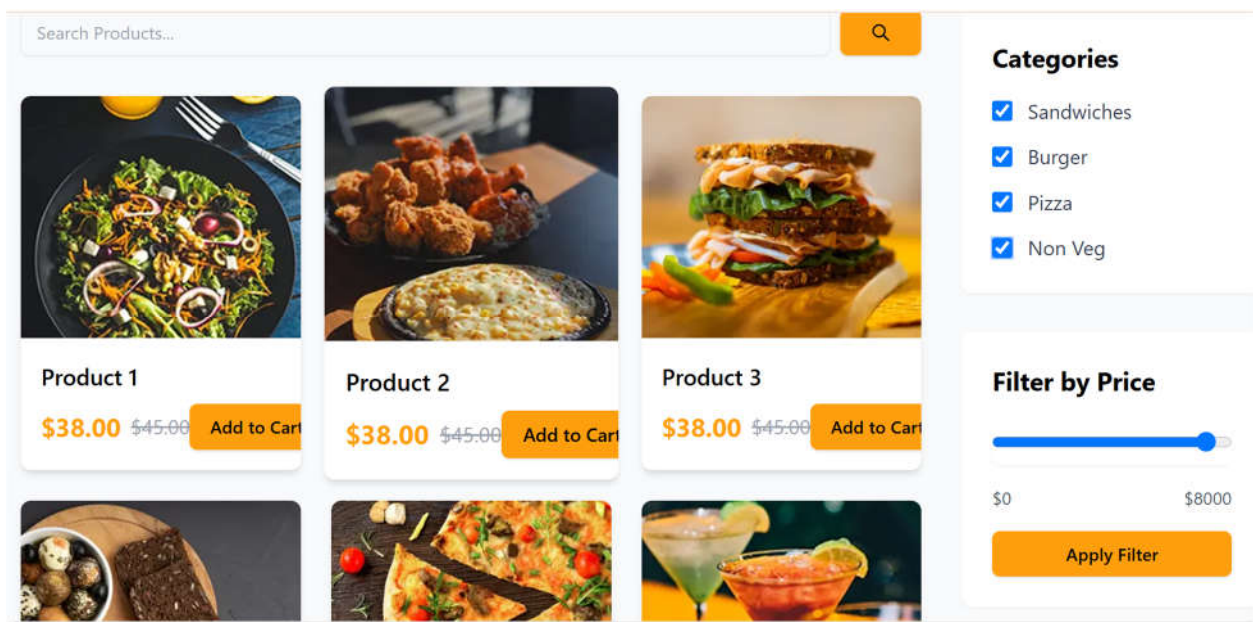 Search Products...
Product 1
$38.00 $45.00 Add to Cart
Product 2
$38.00 $45.00 Add to Cart
Product 3
$38.00 $45.00 Add to Cart
Categories
Sandwiches
Burger
Pizza
Non Veg
Filter by Price
$0 $8000
Apply Filter